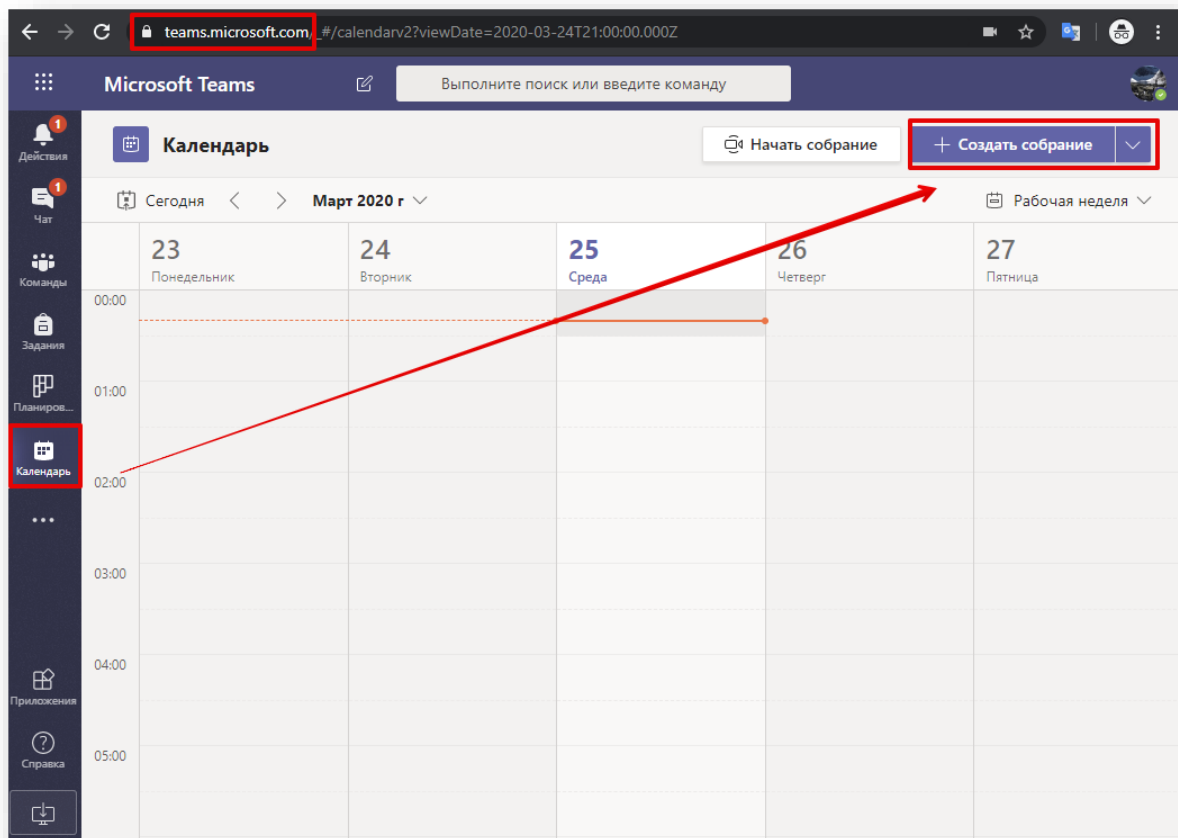 teams.microsoft.com/_#/calendarv2?viewDate=2020-03-24T21:00:00.000Z
Microsoft Teams
Выполните поиск или введите команду
1
Действия
1
Чат
Команды
Задания
Планиров...
Календарь
Приложения
Справка
Календарь
Начать собрание
+ Создать собрание
Сегодня
Март 2020 г
Рабочая неделя
23
Понедельник
24
Вторник
25
Среда
26
Четверг
27
Пятница
00:00
01:00
02:00
03:00
04:00
05:00